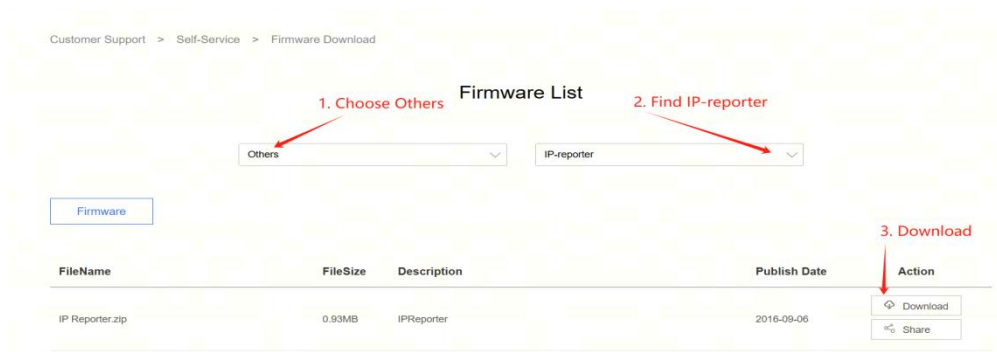 Customer Support > Self-Service > Firmware Download
Firmware List
1. Choose Others
2. Find IP-reporter
Others
IP-reporter
Firmware
3. Download
FileName FileSize Description Publish Date Action
IP Reporter.zip 0.93MB IPReporter 2016-09-06
Download
Share